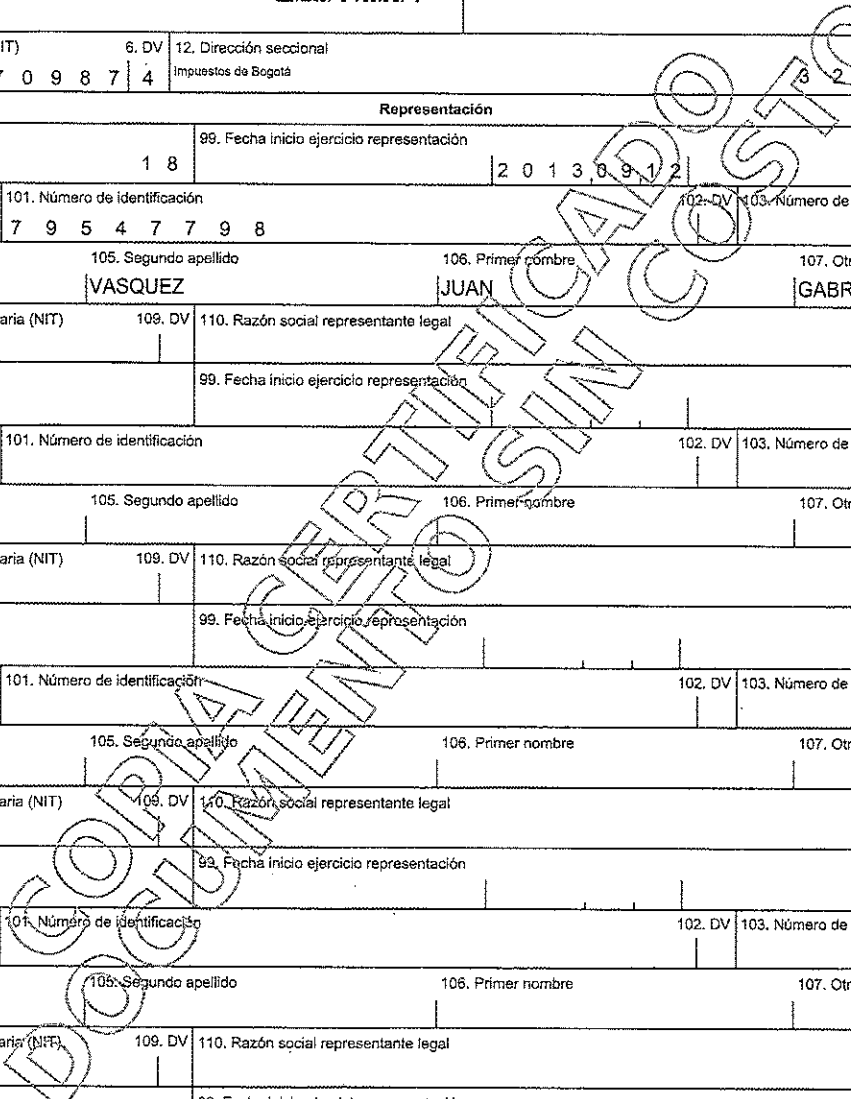 IT) 6. DV 12. Dirección seccional
7 0 9 8 7 4 Impuestos de Bogotá 3 2
Representación
99. Fecha inicio ejercicio representación
1 8 2 0 1 3 0 9 1 2
101. Número de identificación 102. DV 103. Número de
7 9 5 4 7 7 9 8
105. Segundo apellido 106. Primer nombre 107. Otr
VASQUEZ JUAN GABR
aria (NIT) 109. DV 110. Razón social representante legal
99. Fecha inicio ejercicio representación
101. Número de identificación 102. DV 103. Número de
105. Segundo apellido 106. Primer nombre 107. Otr
aria (NIT) 109. DV 110. Razón social representante legal
99. Fecha inicio ejercicio representación
101. Número de identificación 102. DV 103. Número de
105. Segundo apellido 106. Primer nombre 107. Otr
aria (NIT) 109. DV 110. Razón social representante legal
99. Fecha inicio ejercicio representación
101. Número de identificación 102. DV 103. Número de
105. Segundo apellido 106. Primer nombre 107. Otr
aria (NIT) 109. DV 110. Razón social representante legal
COPIA CERTIFICADO
DOCUMENTO SIN COSTO